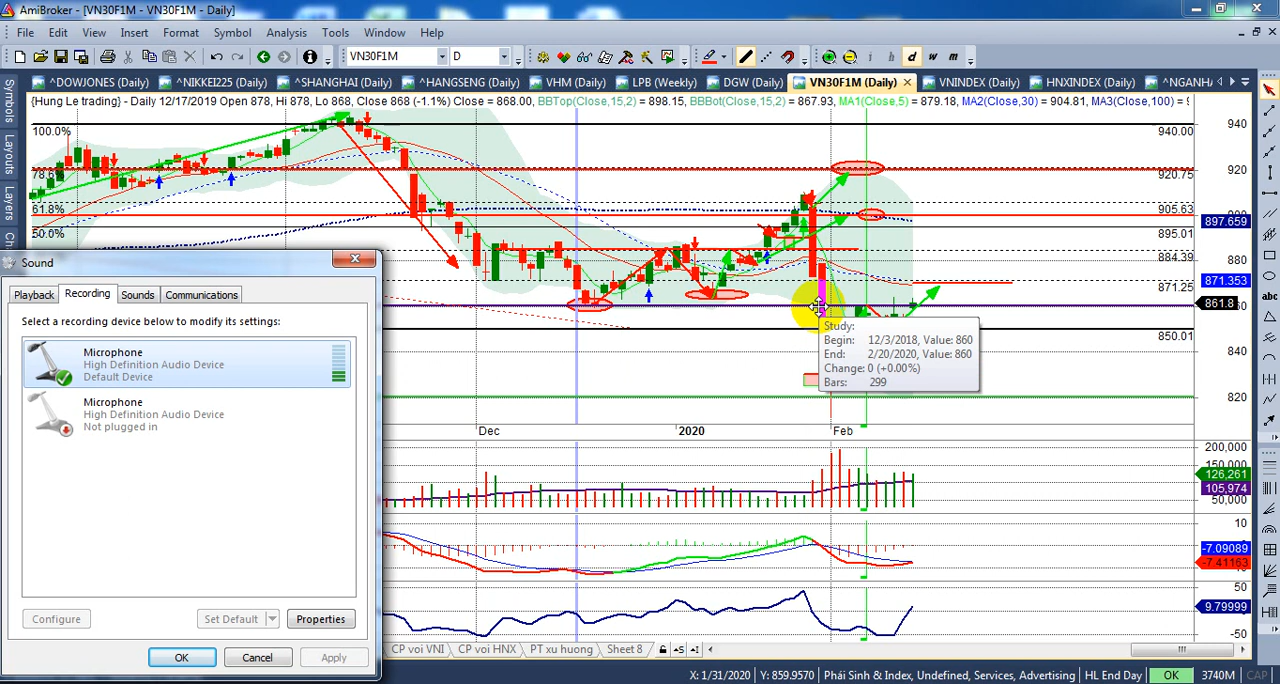 AmiBroker - [VN30F1M - VN30F1M - Daily]
File Edit View Insert Format Symbol Analysis Tools Window Help
VN30F1M D i h d w m
^DOWJONES (Daily) ^NIKKEI225 (Daily) ^SHANGHAI (Daily) ^HANGSENG (Daily) VHM (Daily) LPB (Weekly) DGW (Daily) VN30F1M (Daily) VNINDEX (Daily) HNXINDEX (Daily) ^NGANHA
{Hung Le trading} - Daily 12/17/2019 Open 878, Hi 878, Lo 868, Close 868 (-1.1%) Close = 868.00, BBTop(Close,15,2) = 898.15, BBBot(Close,15,2) = 867.93, MA1(Close,5) = 879.18, MA2(Close,30) = 904.81, MA3(Close,100) = 9
Symbols
Layouts
Layers
100.0%
78.6%
61.8%
50.0%
940.00
920.75
905.63
895.01
884.39
871.25
850.01
940
920
897.659
880
871.353
861.8
840
820
Study:
Begin: 12/3/2018, Value: 860
End: 2/20/2020, Value: 860
Change: 0 (+0.00%)
Bars: 299
Dec 2020 Feb
200,000
150,000
126,261
105,974
50,000
10
-7.09089
-7.41163
50
9.79999
-50
Sound
Playback Recording Sounds Communications
Select a recording device below to modify its settings:
Microphone
High Definition Audio Device
Default Device
Microphone
High Definition Audio Device
Not plugged in
Configure Set Default Properties
OK Cancel Apply
CP voi VNI CP voi HNX PT xu huong Sheet 8
X: 1/31/2020 Y: 859.9570 Phái Sinh & Index, Undefined, Services, Advertising HL End Day OK 3740M CAP
abc